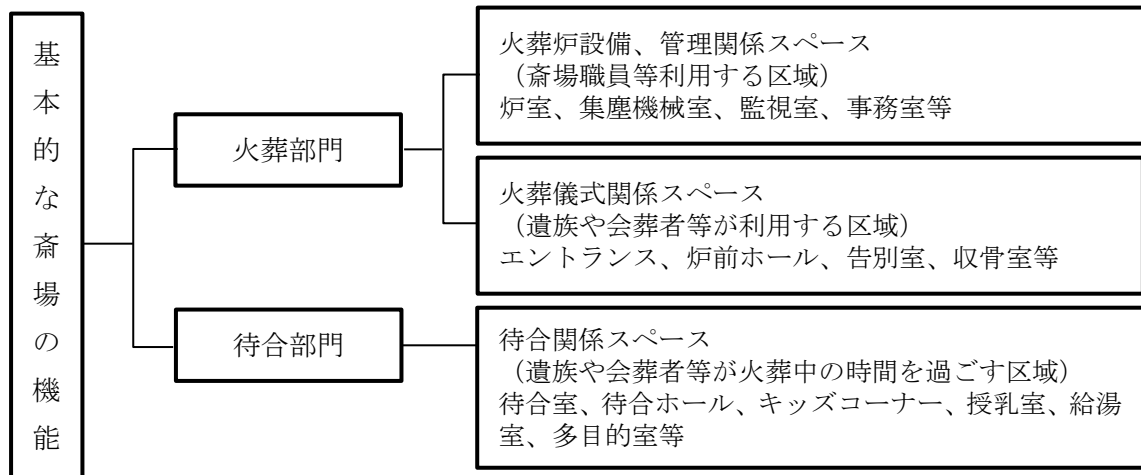 基本的な斎場の機能
火葬部門
火葬炉設備、管理関係スペース
（斎場職員等利用する区域）
炉室、集塵機械室、監視室、事務室等
火葬儀式関係スペース
（遺族や会葬者等が利用する区域）
エントランス、炉前ホール、告別室、収骨室等
待合部門
待合関係スペース
（遺族や会葬者等が火葬中の時間を過ごす区域）
待合室、待合ホール、キッズコーナー、授乳室、給湯
室、多目的室等